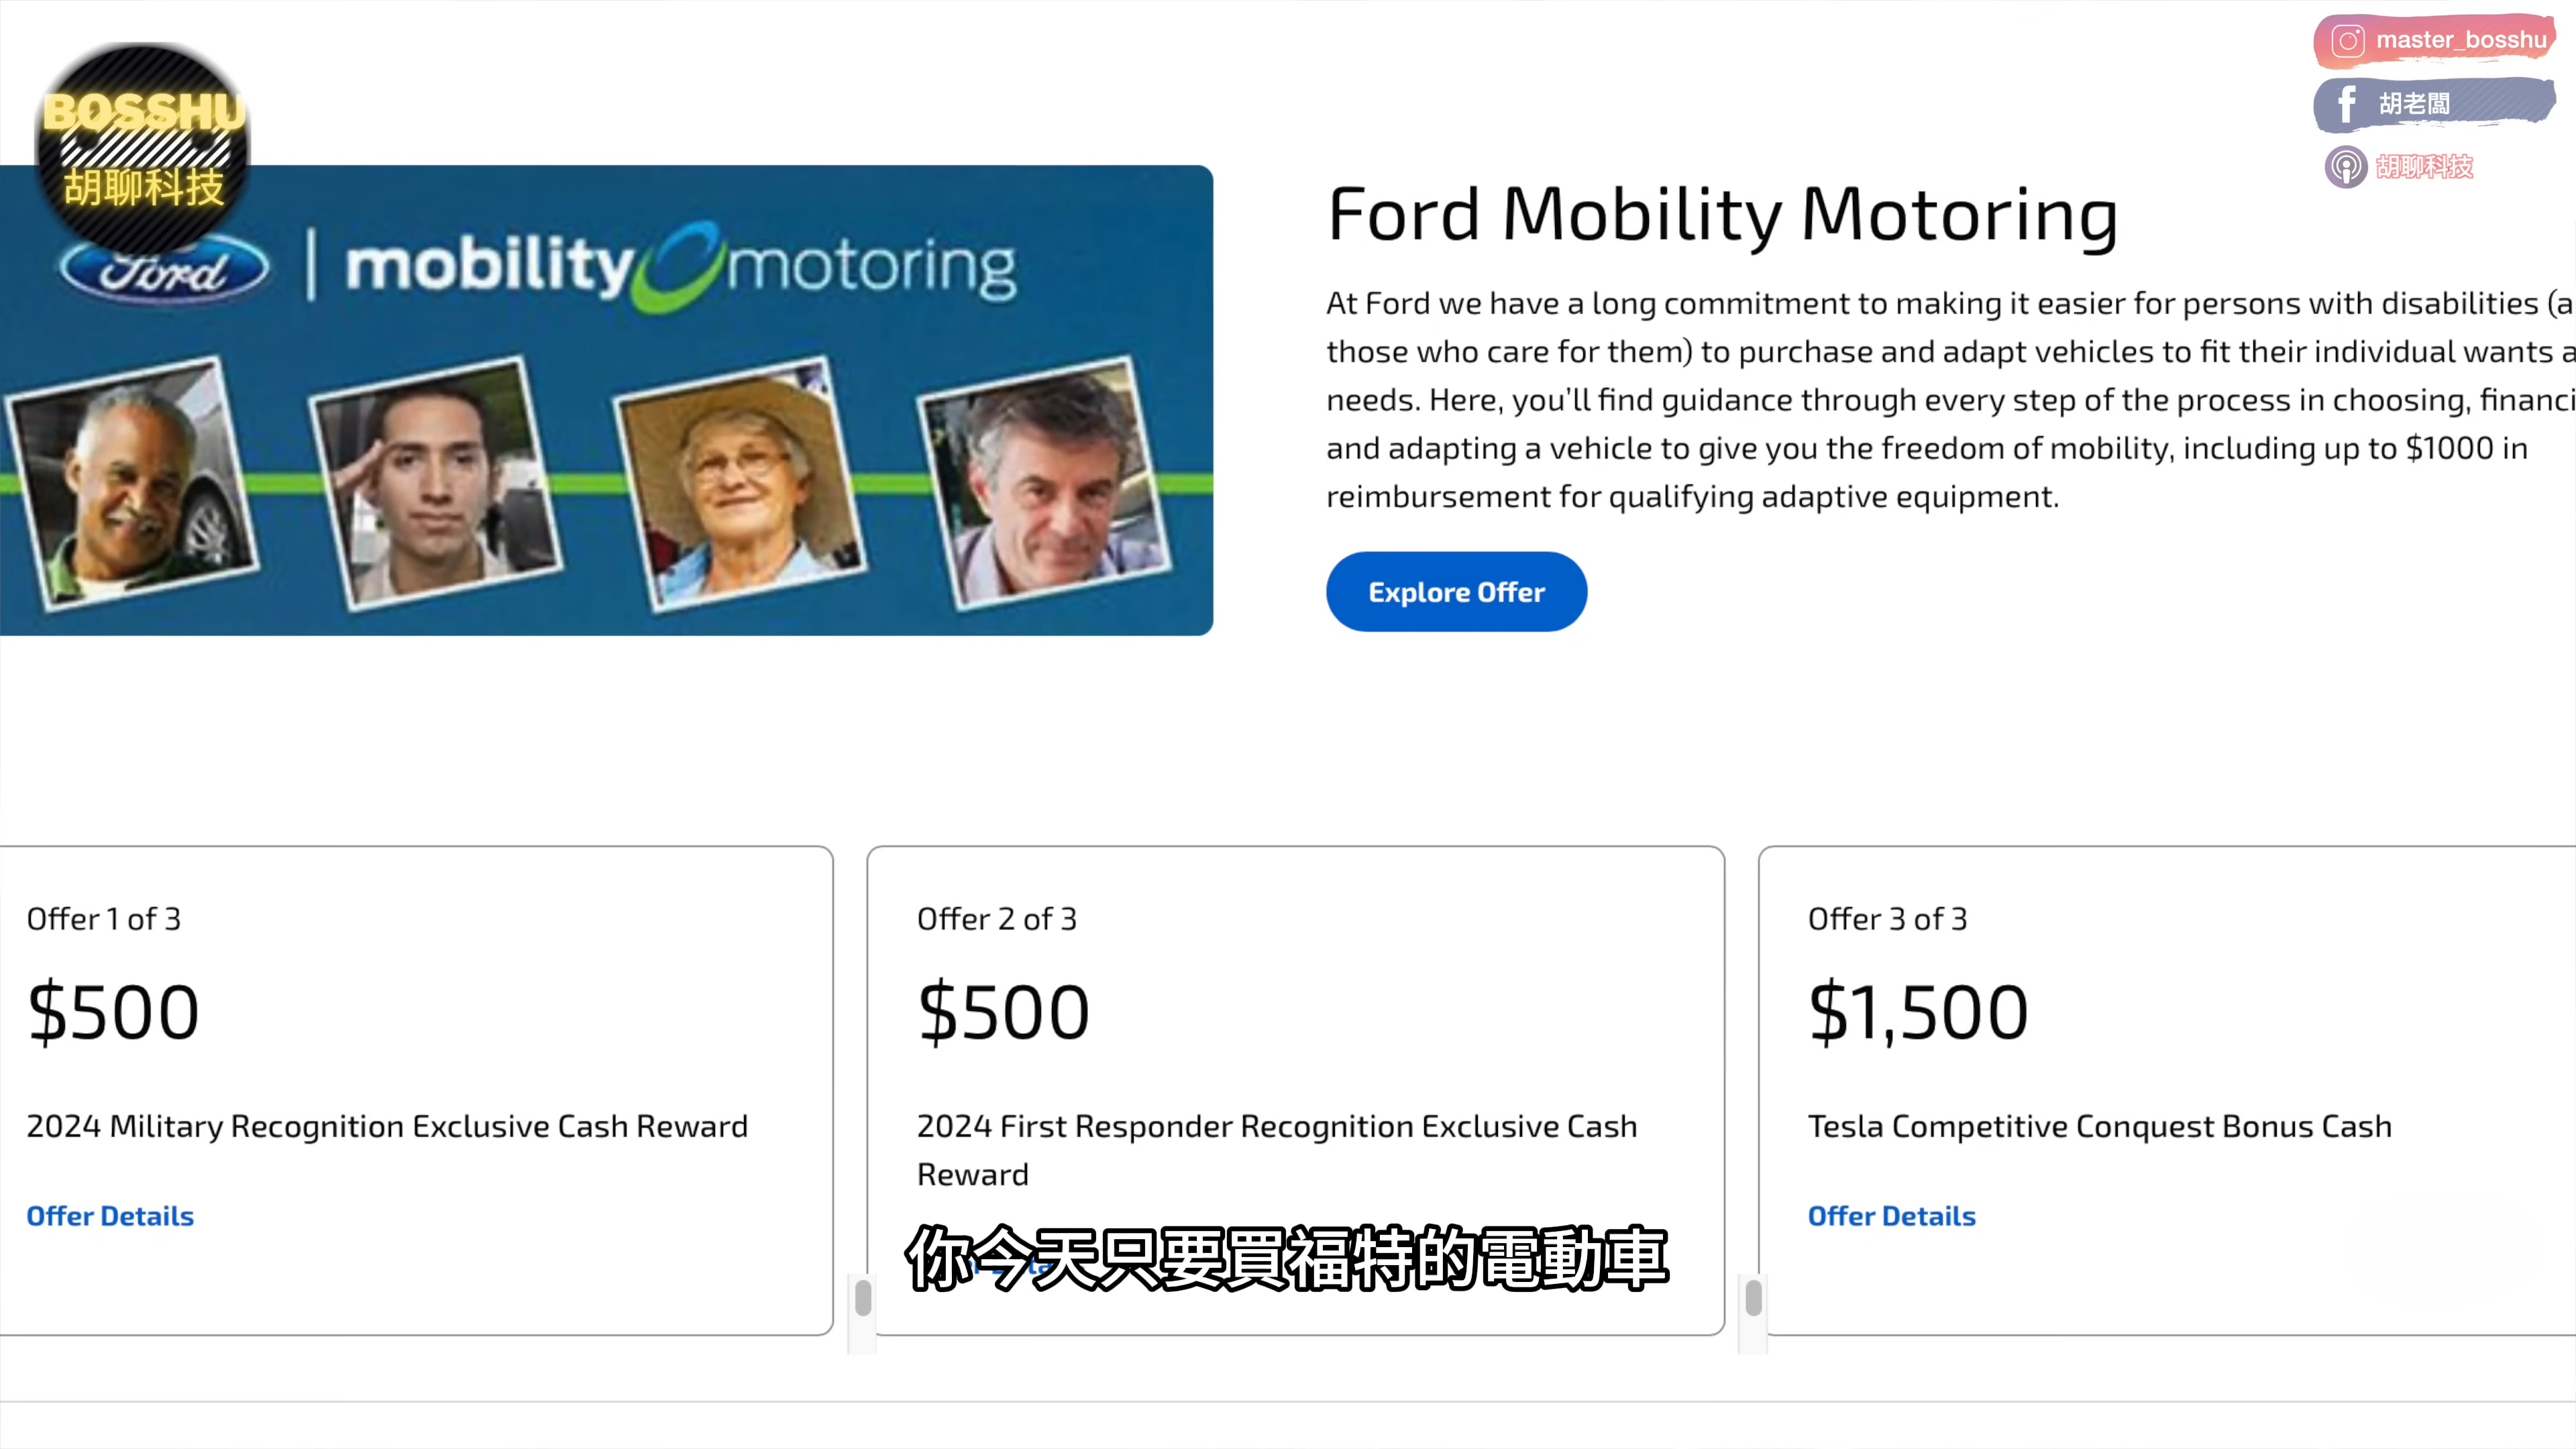 BOSSHU
胡聊科技
master_bosshu
胡老闆
胡聊科技
Ford | mobility motoring
Ford Mobility Motoring
At Ford we have a long commitment to making it easier for persons with disabilities (a
those who care for them) to purchase and adapt vehicles to fit their individual wants a
needs. Here, you'll find guidance through every step of the process in choosing, financi
and adapting a vehicle to give you the freedom of mobility, including up to $1000 in
reimbursement for qualifying adaptive equipment.
Explore Offer
Offer 1 of 3
$500
2024 Military Recognition Exclusive Cash Reward
Offer Details
Offer 2 of 3
$500
2024 First Responder Recognition Exclusive Cash
Reward
Offer 3 of 3
$1,500
Tesla Competitive Conquest Bonus Cash
Offer Details
你今天只要買福特的電動車